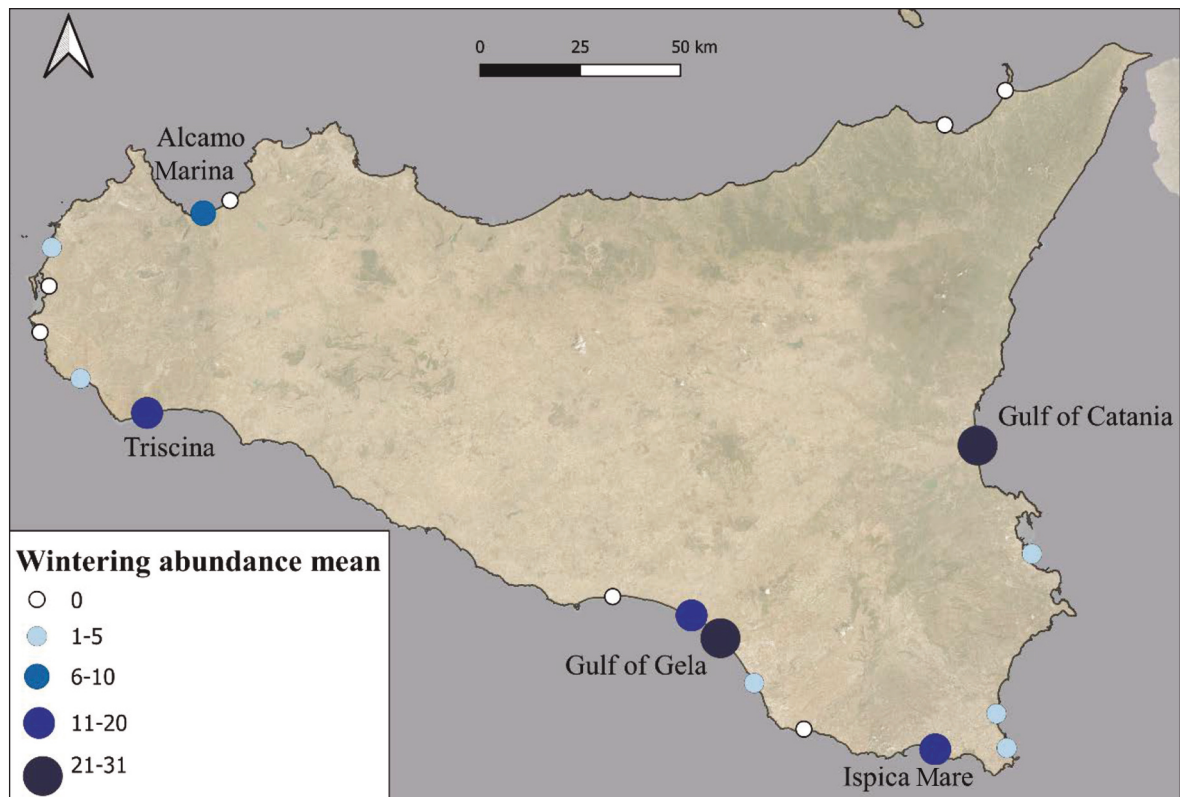 0 25 50 km
Alcamo
Marina
Triscina
Gulf of Catania
Gulf of Gela
Ispica Mare
Wintering abundance mean
0
1-5
6-10
11-20
21-31